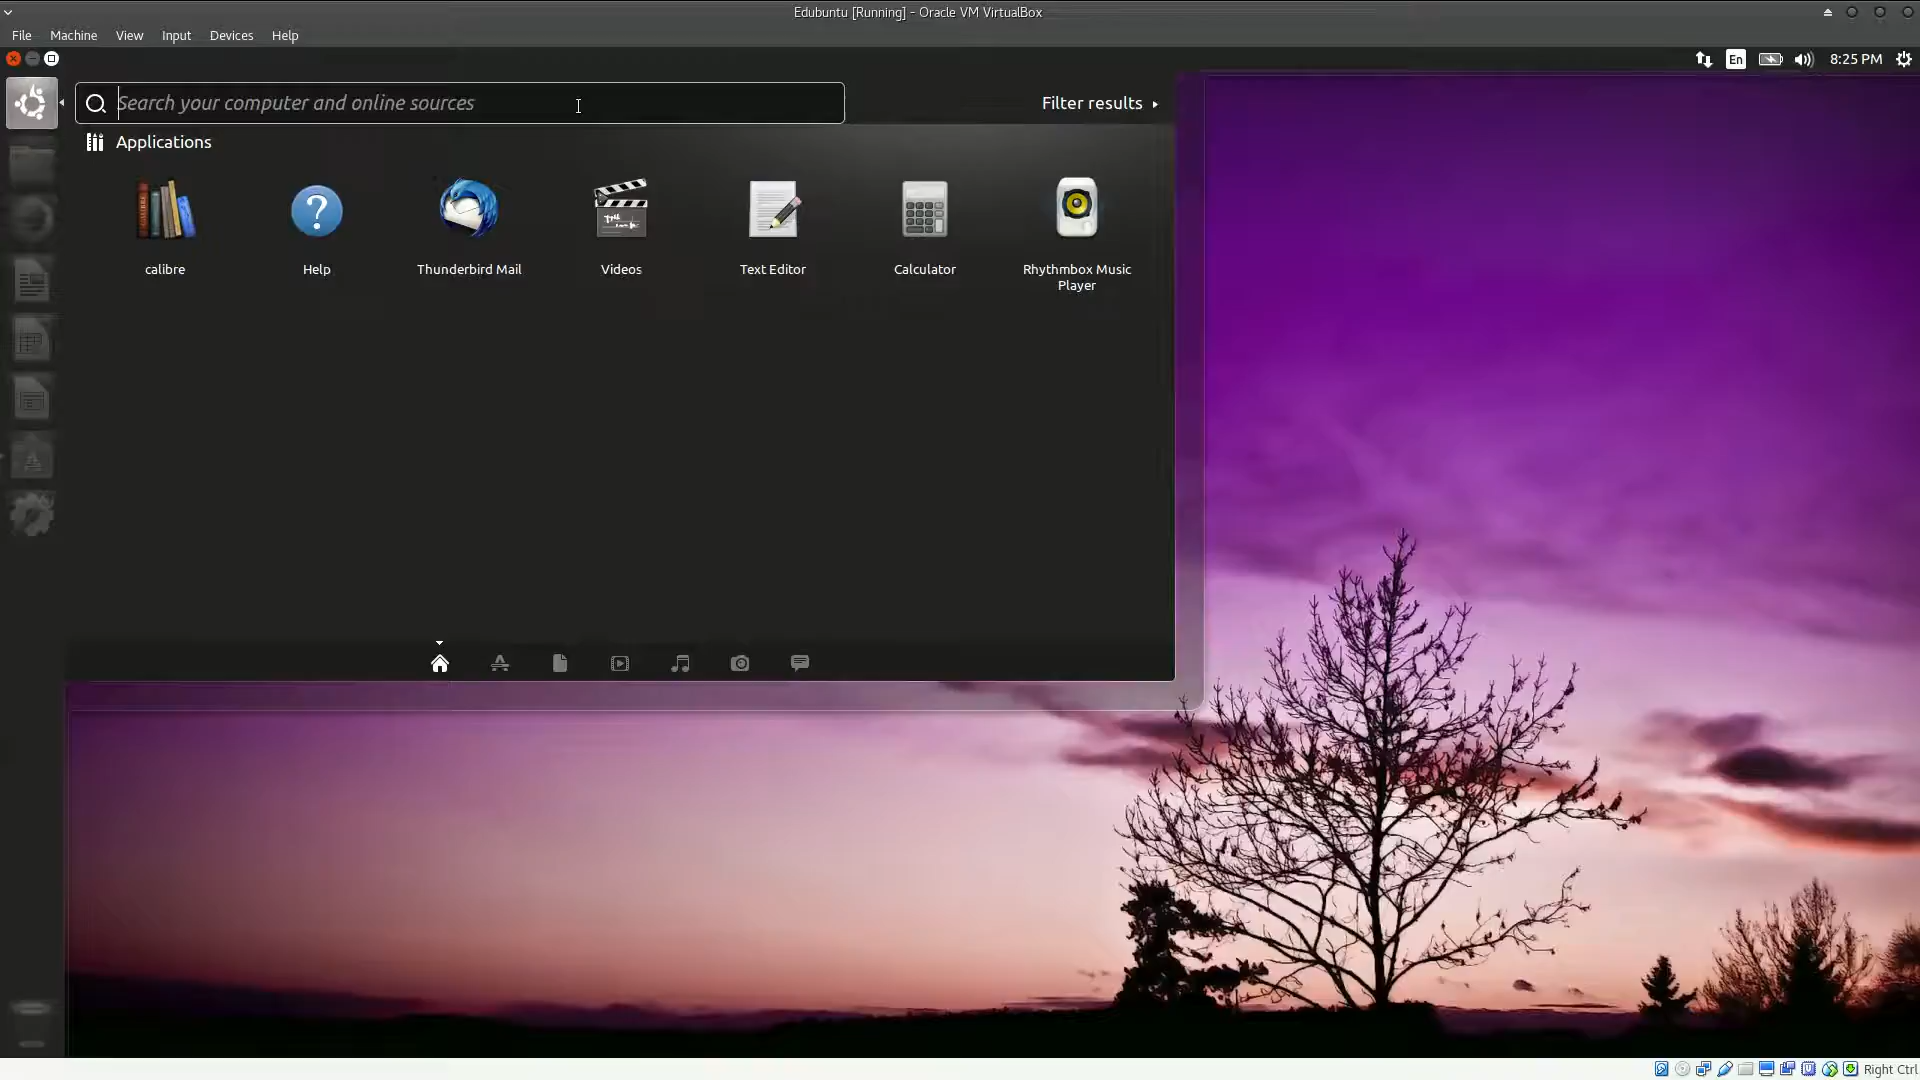 Edubuntu [Running] - Oracle VM VirtualBox
File Machine View Input Devices Help
En 8:25 PM
Search your computer and online sources
Filter results
Applications
calibre
Help
Thunderbird Mail
Videos
Text Editor
Calculator
Rhythmbox Music
Player
Right Ctrl